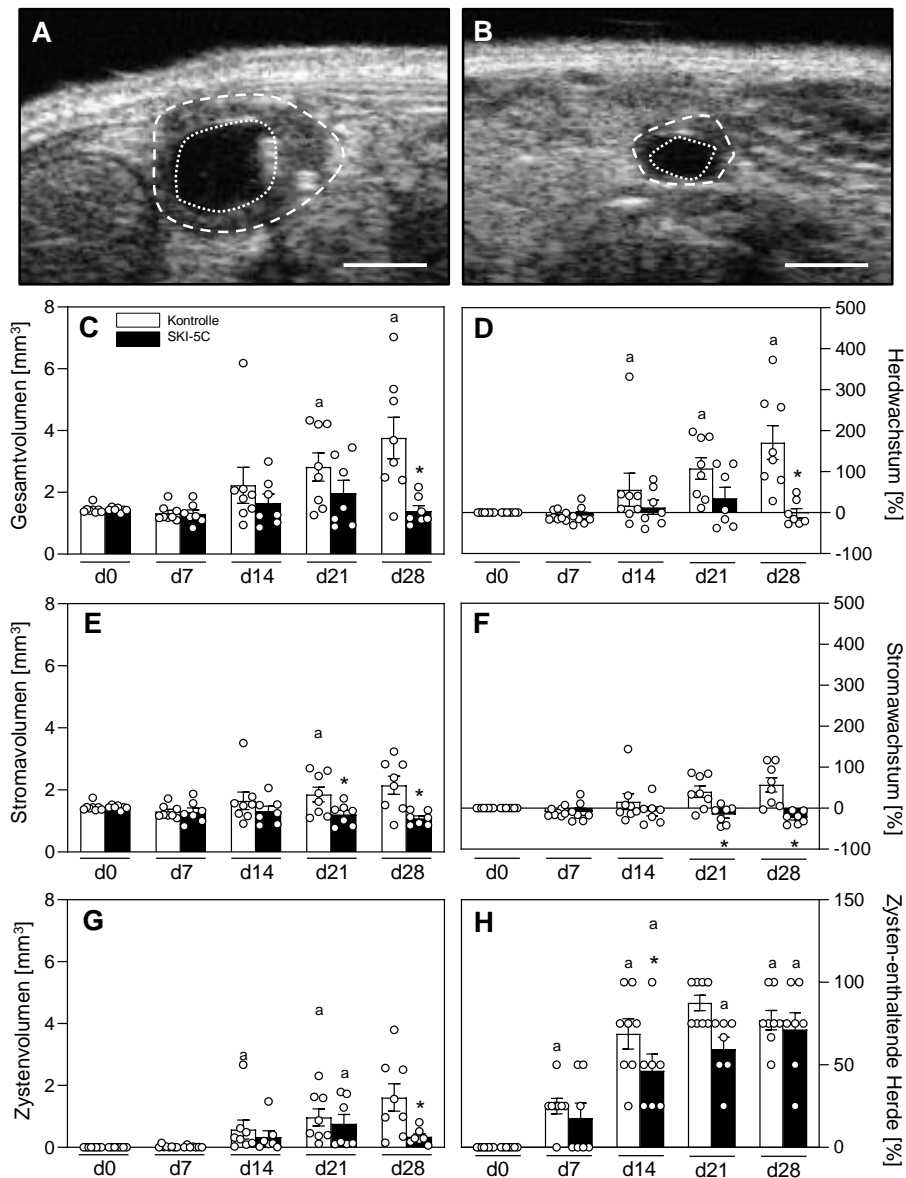 A
B
C
Kontrolle
SKI-5C
Gesamtvolumen [mm³]
8
6
4
2
0
a
a
*
d0 d7 d14 d21 d28
D
Herdwachstum [%]
500
400
300
200
100
0
-100
a
a
a
*
d0 d7 d14 d21 d28
E
Stromavolumen [mm³]
8
6
4
2
0
a
*
*
d0 d7 d14 d21 d28
F
Stromawachstum [%]
500
400
300
200
100
0
-100
*
*
d0 d7 d14 d21 d28
G
Zystenvolumen [mm³]
8
6
4
2
0
a
a
a
*
d0 d7 d14 d21 d28
H
Zysten-enthaltende Herde [%]
150
100
50
0
a
a
a
*
a
a
a
d0 d7 d14 d21 d28